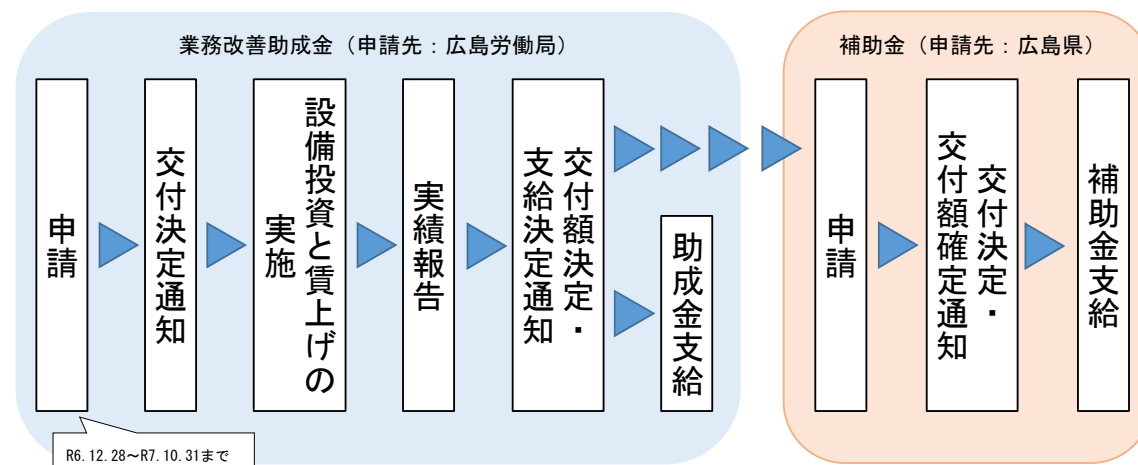 業務改善助成金（申請先：広島労働局）
申請
交付決定通知
設備投資と賃上げの
実施
実績報告
交付額決定・
支給決定通知
助成金支給
R6.12.28～R7.10.31まで
補助金（申請先：広島県）
申請
交付決定・
交付額確定通知
補助金支給